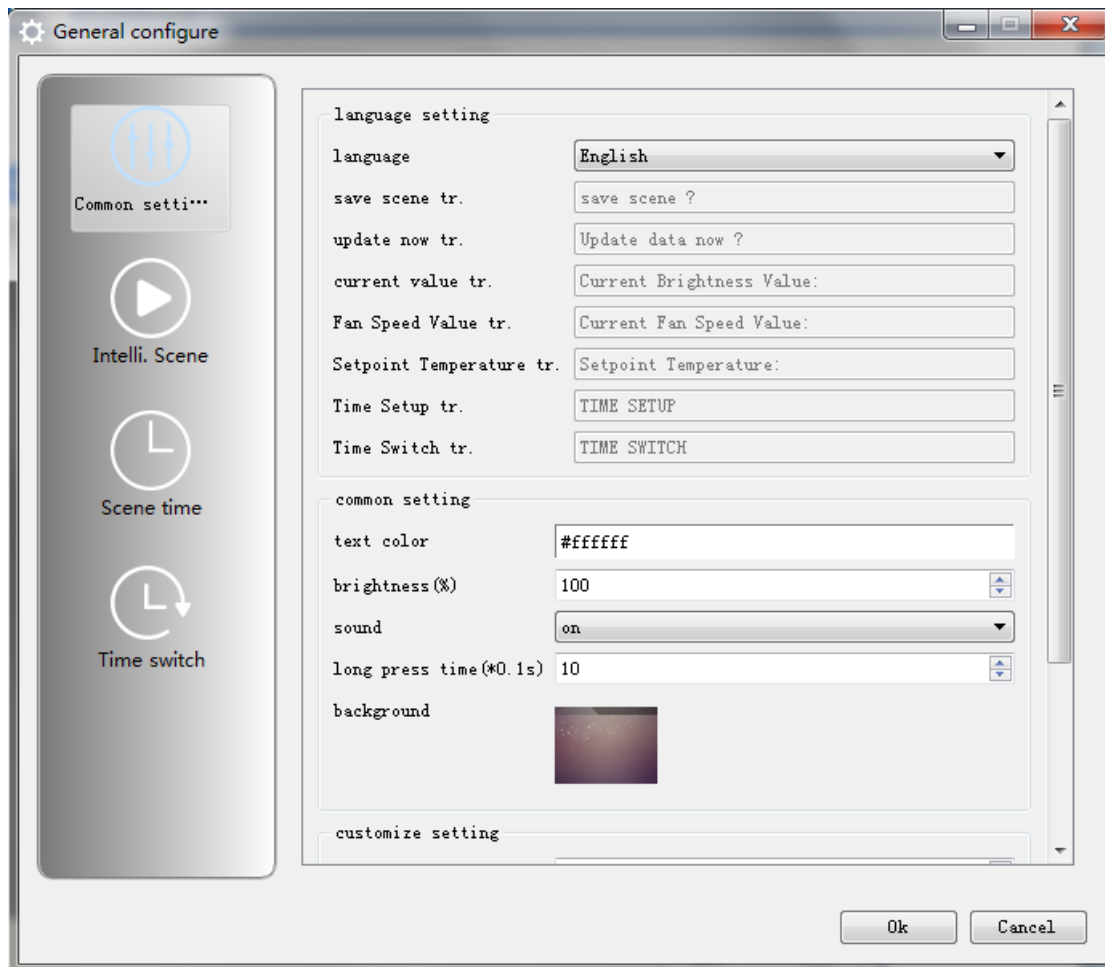 General configure
Common setti···
Intelli. Scene
Scene time
Time switch
language setting
language English
save scene tr. save scene ?
update now tr. Update data now ?
current value tr. Current Brightness Value:
Fan Speed Value tr. Current Fan Speed Value:
Setpoint Temperature tr. Setpoint Temperature:
Time Setup tr. TIME SETUP
Time Switch tr. TIME SWITCH
common setting
text color #ffffff
brightness(%) 100
sound on
long press time(*0.1s) 10
background
customize setting
Ok Cancel